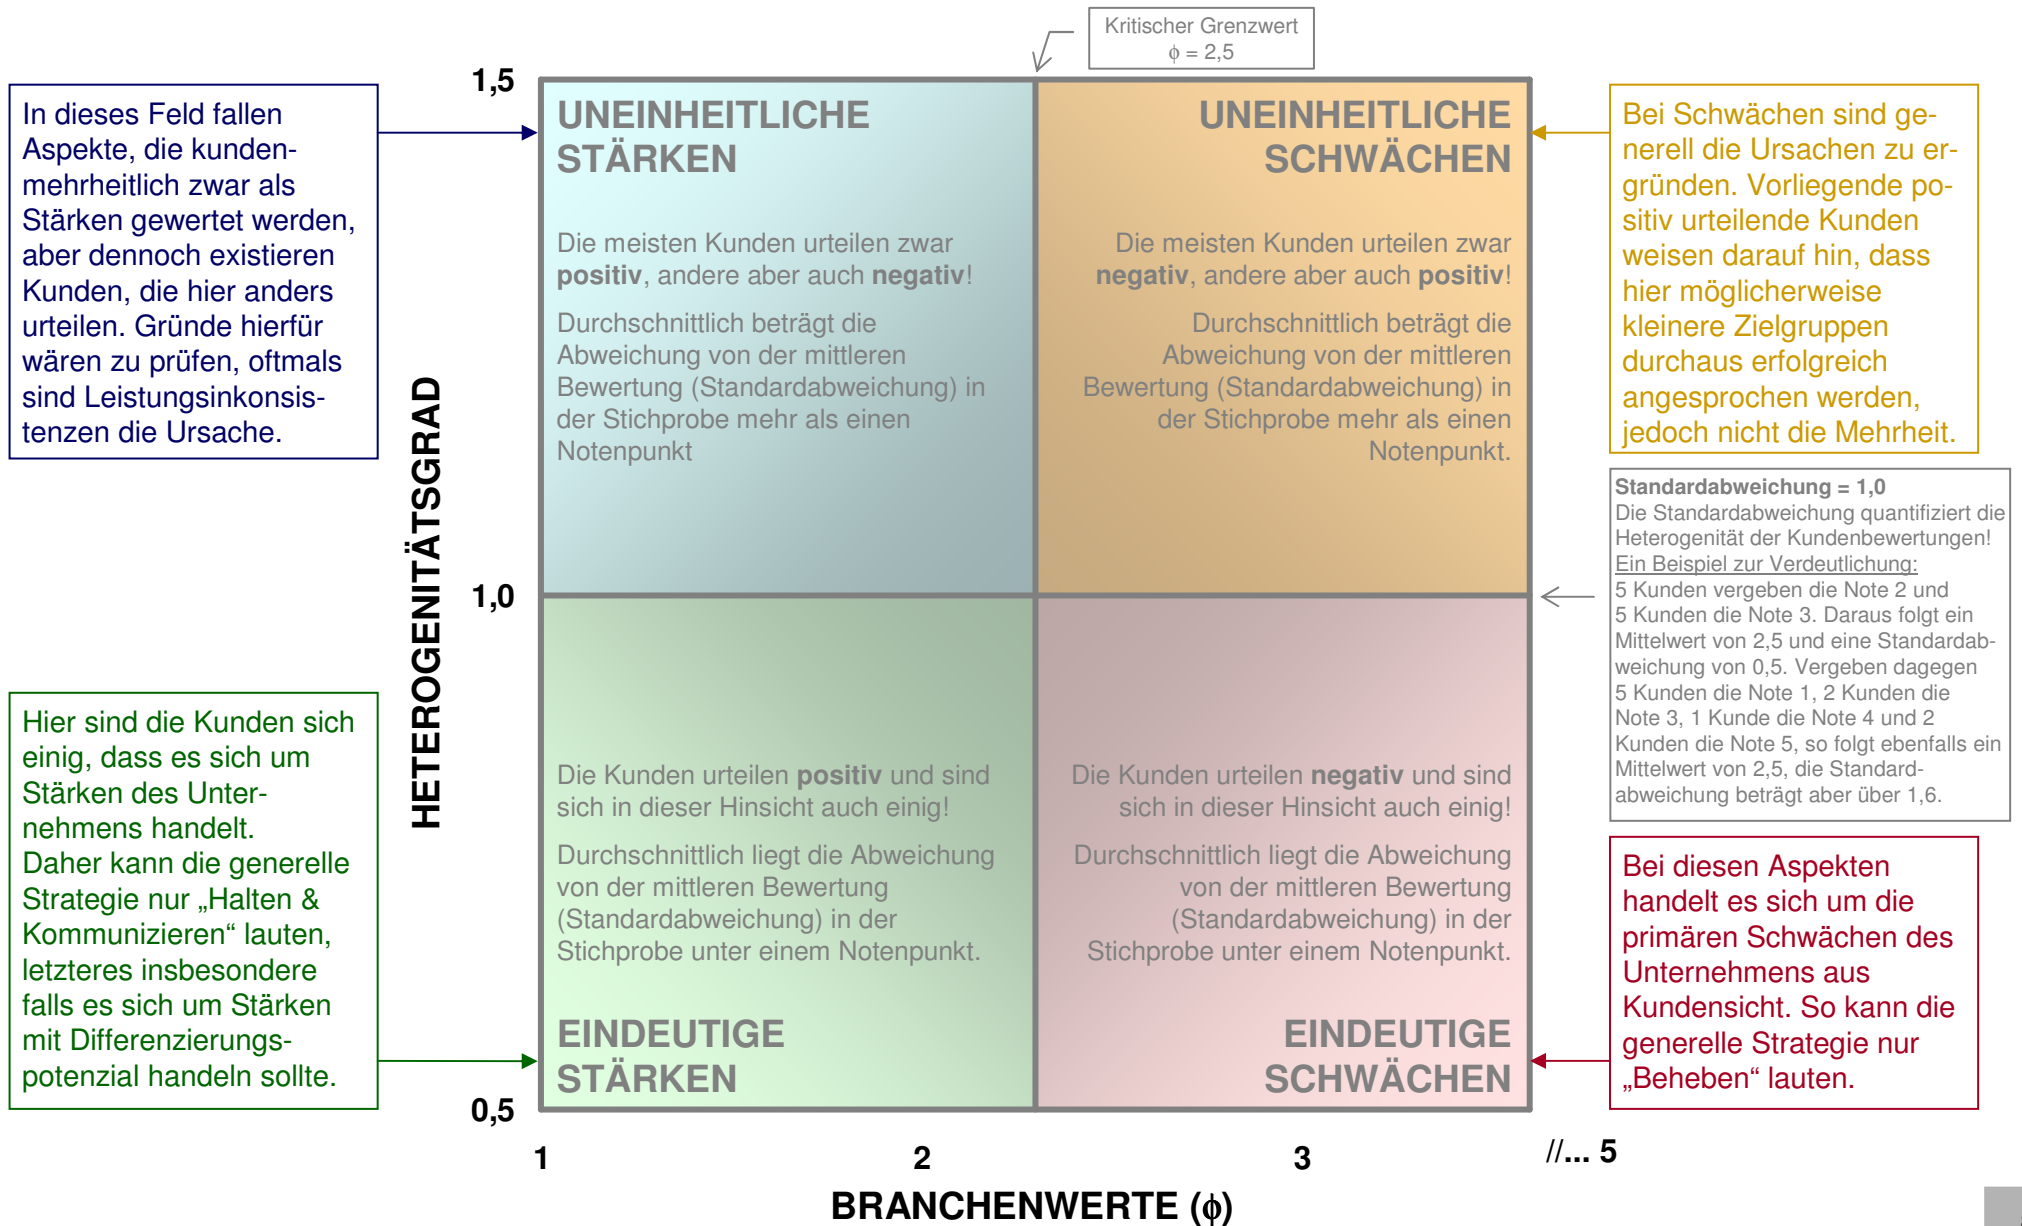 Kritischer Grenzwert
ϕ = 2,5
In dieses Feld fallen
Aspekte, die kunden-
mehrheitlich zwar als
Stärken gewertet werden,
aber dennoch existieren
Kunden, die hier anders
urteilen. Gründe hierfür
wären zu prüfen, oftmals
sind Leistungsinkonsis-
tenzen die Ursache.
Hier sind die Kunden sich
einig, dass es sich um
Stärken des Unter-
nehmens handelt.
Daher kann die generelle
Strategie nur „Halten &
Kommunizieren“ lauten,
letzteres insbesondere
falls es sich um Stärken
mit Differenzierungs-
potenzial handeln sollte.
HETEROGENITÄTSGRAD
1,5
1,0
0,5
UNEINHEITLICHE
STÄRKEN
Die meisten Kunden urteilen zwar
positiv, andere aber auch negativ!
Durchschnittlich beträgt die
Abweichung von der mittleren
Bewertung (Standardabweichung) in
der Stichprobe mehr als einen
Notenpunkt
UNEINHEITLICHE
SCHWÄCHEN
Die meisten Kunden urteilen zwar
negativ, andere aber auch positiv!
Durchschnittlich beträgt die
Abweichung von der mittleren
Bewertung (Standardabweichung) in
der Stichprobe mehr als einen
Notenpunkt.
Die Kunden urteilen positiv und sind
sich in dieser Hinsicht auch einig!
Durchschnittlich liegt die Abweichung
von der mittleren Bewertung
(Standardabweichung) in der
Stichprobe unter einem Notenpunkt.
EINDEUTIGE
STÄRKEN
Die Kunden urteilen negativ und sind
sich in dieser Hinsicht auch einig!
Durchschnittlich liegt die Abweichung
von der mittleren Bewertung
(Standardabweichung) in der
Stichprobe unter einem Notenpunkt.
EINDEUTIGE
SCHWÄCHEN
Bei Schwächen sind ge-
nerell die Ursachen zu er-
gründen. Vorliegende po-
sitiv urteilende Kunden
weisen darauf hin, dass
hier möglicherweise
kleinere Zielgruppen
durchaus erfolgreich
angesprochen werden,
jedoch nicht die Mehrheit.
Standardabweichung = 1,0
Die Standardabweichung quantifiziert die
Heterogenität der Kundenbewertungen!
Ein Beispiel zur Verdeutlichung:
5 Kunden vergeben die Note 2 und
5 Kunden die Note 3. Daraus folgt ein
Mittelwert von 2,5 und eine Standardab-
weichung von 0,5. Vergeben dagegen
5 Kunden die Note 1, 2 Kunden die
Note 3, 1 Kunde die Note 4 und 2
Kunden die Note 5, so folgt ebenfalls ein
Mittelwert von 2,5, die Standard-
abweichung beträgt aber über 1,6.
Bei diesen Aspekten
handelt es sich um die
primären Schwächen des
Unternehmens aus
Kundensicht. So kann die
generelle Strategie nur
„Beheben“ lauten.
1 2 3 //... 5
BRANCHENWERTE (ϕ)